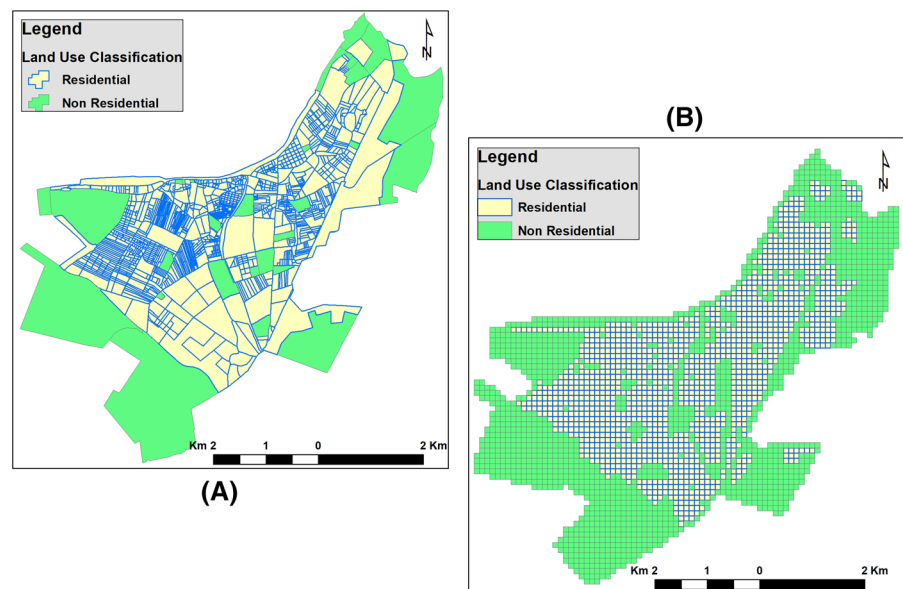 Legend
Land Use Classification
Residential
Non Residential
N
Km 2 1 0 2 Km
(A)
(B)
Legend
Land Use Classification
Residential
Non Residential
N
Km 2 1 0 2 Km